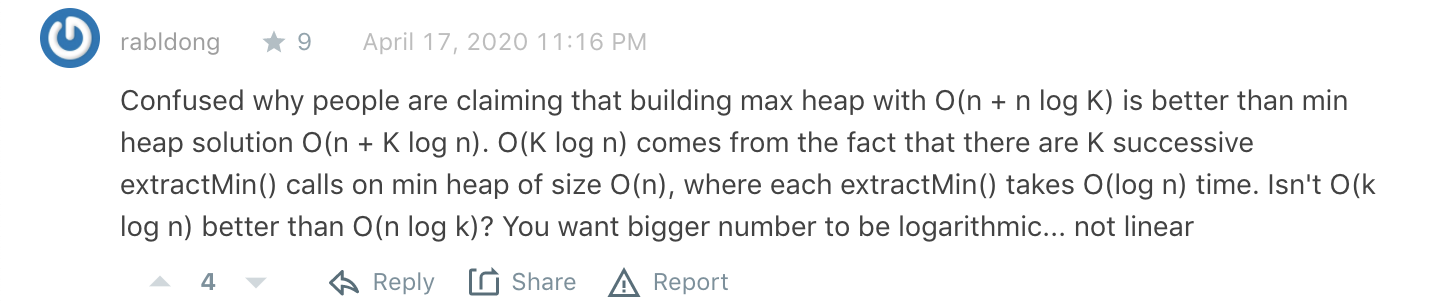 rabldong ★ 9 April 17, 2020 11:16 PM
Confused why people are claiming that building max heap with O(n + n log K) is better than min
heap solution O(n + K log n). O(K log n) comes from the fact that there are K successive
extractMin() calls on min heap of size O(n), where each extractMin() takes O(log n) time. Isn't O(k
log n) better than O(n log k)? You want bigger number to be logarithmic... not linear
4 Reply Share Report